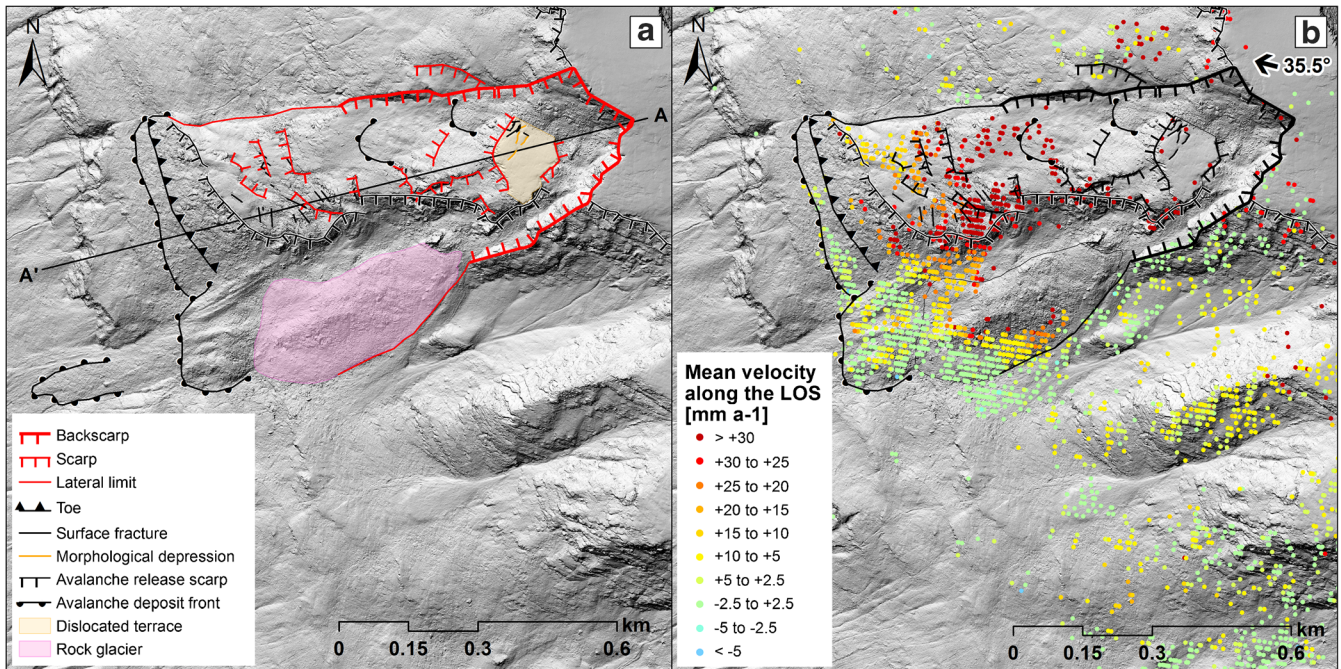 N
a
A
A'
Backscarp
Scarp
Lateral limit
Toe
Surface fracture
Morphological depression
Avalanche release scarp
Avalanche deposit front
Dislocated terrace
Rock glacier
km
0 0.15 0.3 0.6
N
b
35.5°
Mean velocity
along the LOS
[mm a-1]
> +30
+30 to +25
+25 to +20
+20 to +15
+15 to +10
+10 to +5
+5 to +2.5
-2.5 to +2.5
-5 to -2.5
< -5
km
0 0.15 0.3 0.6